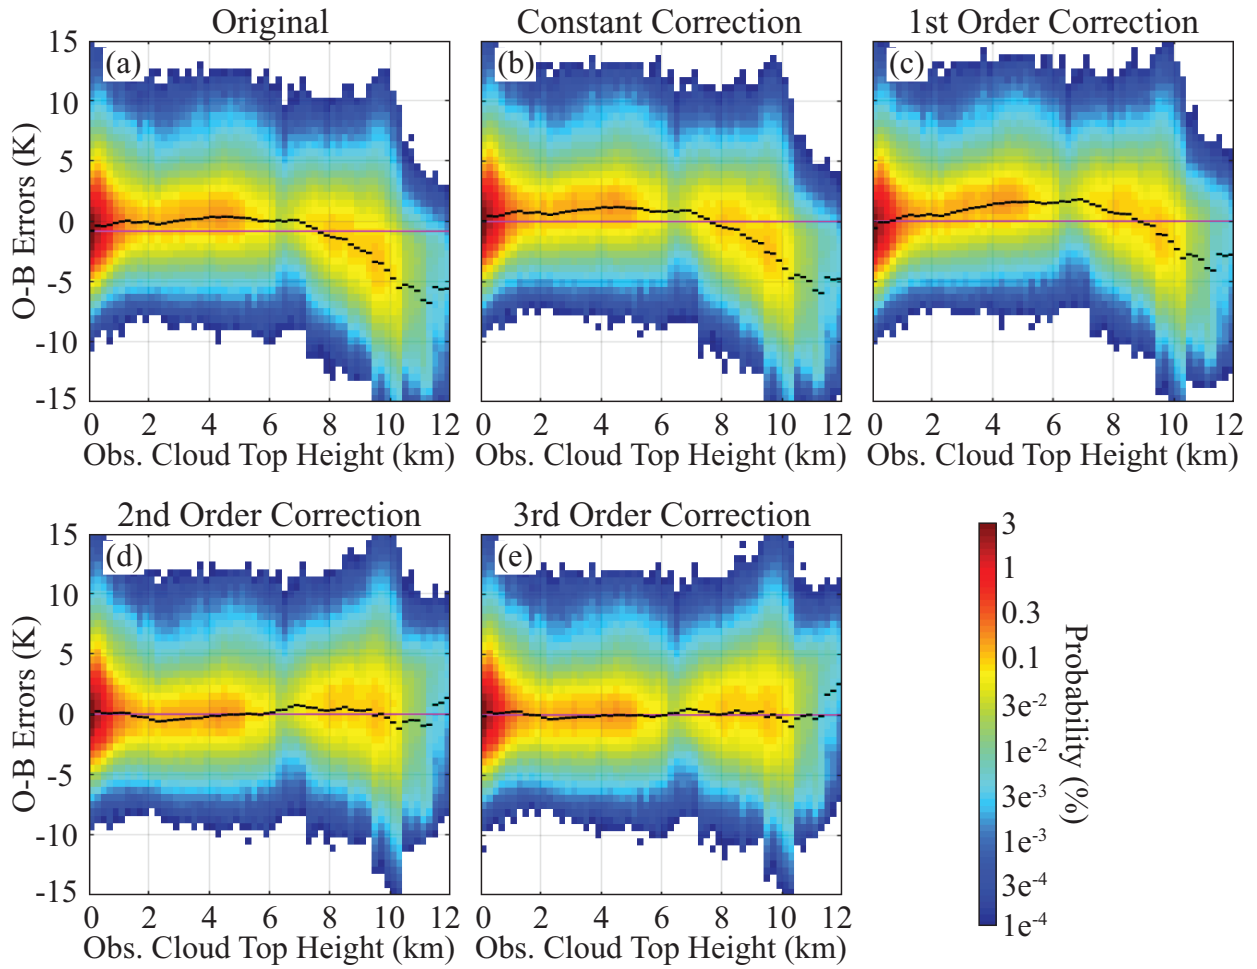 Original
Constant Correction
1st Order Correction
(a)
(b)
(c)
15
10
5
0
-5
-10
-15
O-B Errors (K)
0 2 4 6 8 10 12
0 2 4 6 8 10 12
0 2 4 6 8 10 12
Obs. Cloud Top Height (km)
Obs. Cloud Top Height (km)
Obs. Cloud Top Height (km)
2nd Order Correction
3rd Order Correction
(d)
(e)
15
10
5
0
-5
-10
-15
O-B Errors (K)
0 2 4 6 8 10 12
0 2 4 6 8 10 12
Obs. Cloud Top Height (km)
Obs. Cloud Top Height (km)
3
1
0.3
0.1
3e-2
1e-2
3e-3
1e-3
3e-4
1e-4
Probability (%)